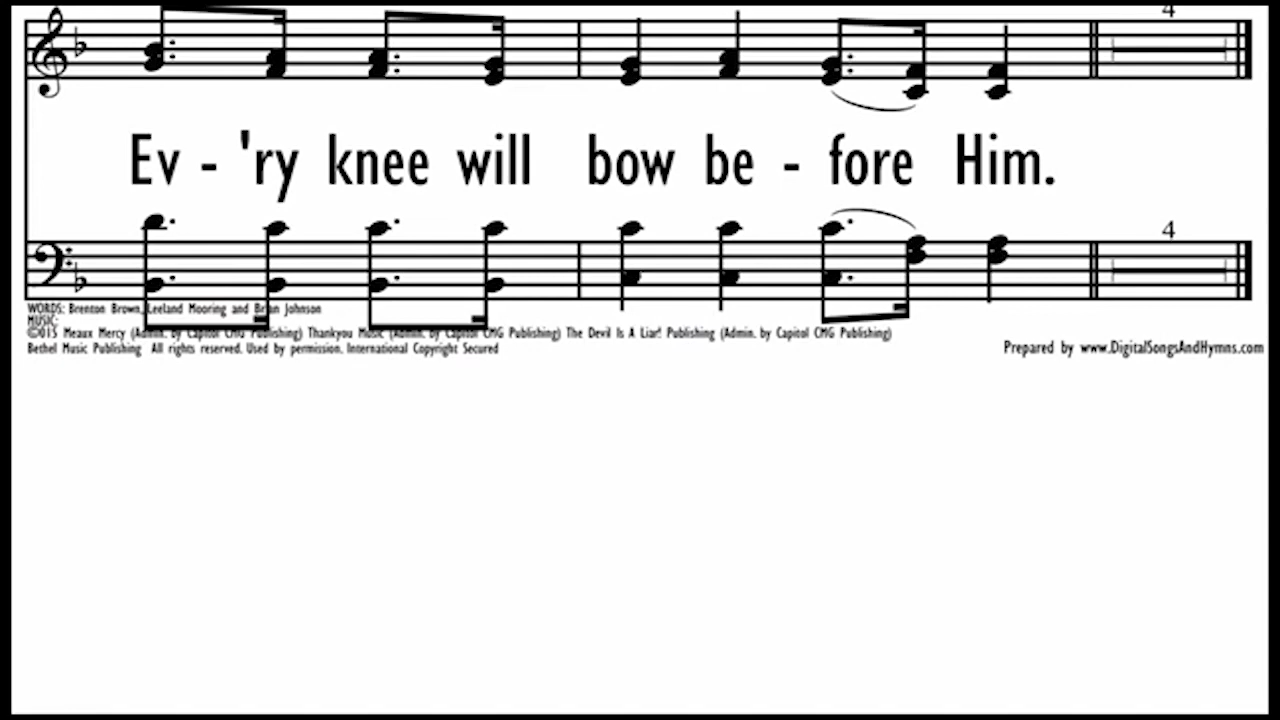 4
Ev - 'ry knee will bow be - fore Him.
4
WORDS: Brenton Brown, Leeland Mooring and Brian Johnson
MUSIC:
©2015 Meaux Mercy (Admin. by Capitol CMG Publishing) Thankyou Music (Admin. by Capitol CMG Publishing) The Devil Is A Liar! Publishing (Admin. by Capitol CMG Publishing)
Bethel Music Publishing All rights reserved. Used by permission. International Copyright Secured
Prepared by www.DigitalSongsAndHymns.com